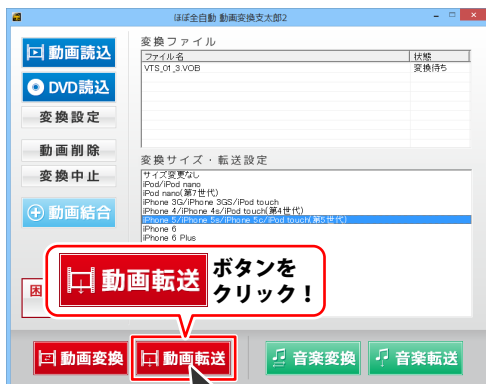 ほぼ全自動 動画変換支太郎2
動画読込
DVD読込
変換設定
動画削除
変換中止
動画結合
変換ファイル
ファイル名 状態
VTS_01_3.VOB 変換待ち
変換サイズ・転送設定
サイズ変更なし
iPod/iPod nano
iPod nano(第7世代)
iPhone 3G/iPhone 3GS/iPod touch
iPhone 4/iPhone 4s/iPod touch(第4世代)
iPhone 5/iPhone 5s/iPhone 5c/iPod touch(第5世代)
iPhone 6
iPhone 6 Plus
困
動画転送
ボタンを
クリック！
動画変換
動画転送
音楽変換
音楽転送